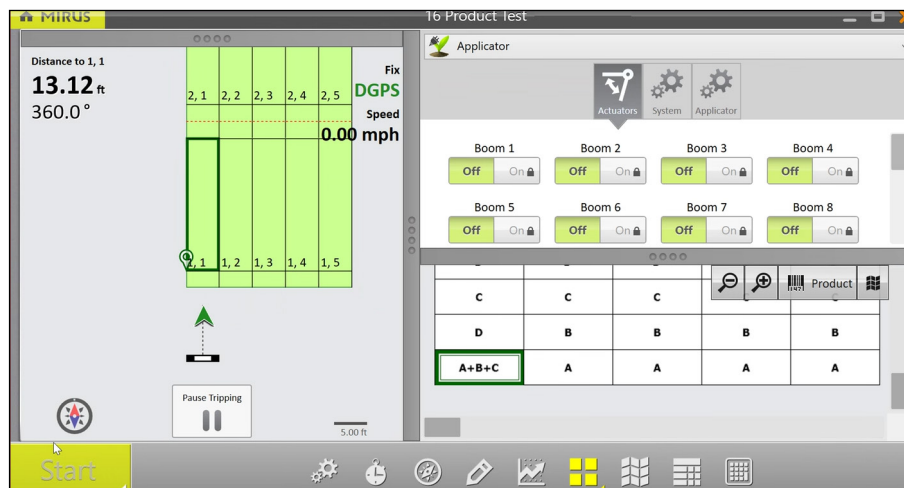 MIRUS
16 Product Test
Distance to 1, 1
13.12 ft
360.0°
Fix
DGPS
Speed
0.00 mph
2, 1 2, 2 2, 3 2, 4 2, 5
1, 1 1, 2 1, 3 1, 4 1, 5
Pause Tripping
5.00 ft
Start
Applicator
Actuators System Applicator
Boom 1 Boom 2 Boom 3 Boom 4
Off On Off On Off On Off On
Boom 5 Boom 6 Boom 7 Boom 8
Off On Off On Off On Off On
Product
C C C C
D B B B B
A+B+C A A A A